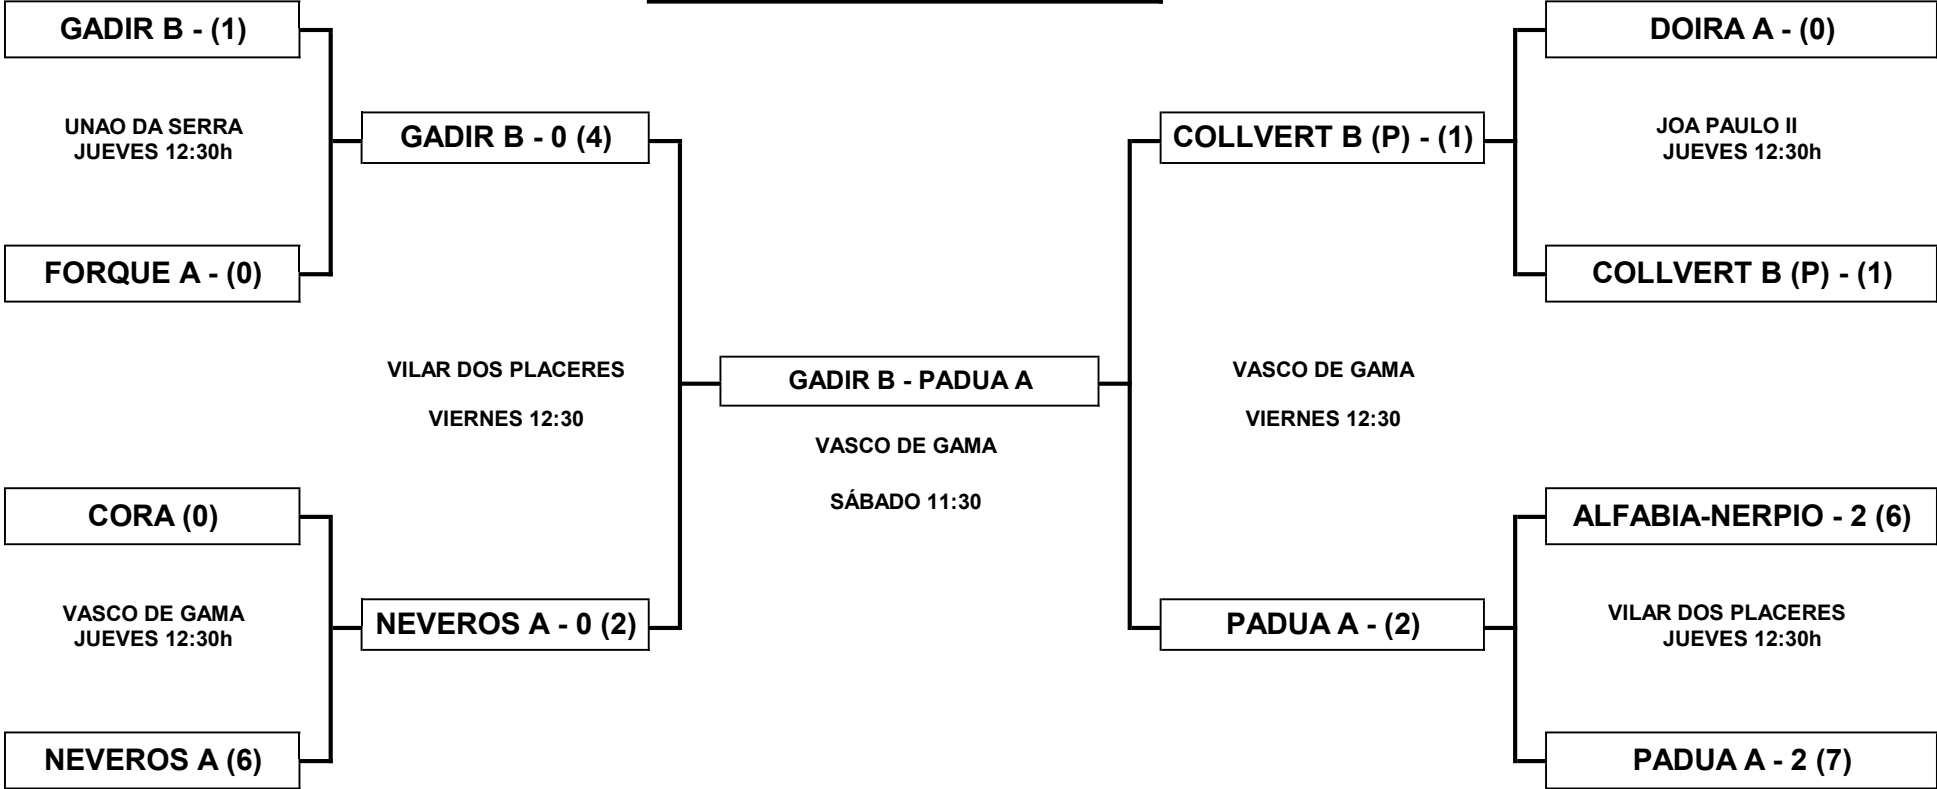 GADIR B - (1)
DOIRA A - (0)
UNAO DA SERRA
JUEVES 12:30h
GADIR B - 0 (4)
COLLVERT B (P) - (1)
JOA PAULO II
JUEVES 12:30h
FORQUE A - (0)
COLLVERT B (P) - (1)
VILAR DOS PLACERES
VIERNES 12:30
GADIR B - PADUA A
VASCO DE GAMA
SÁBADO 11:30
VASCO DE GAMA
VIERNES 12:30
CORA (0)
ALFABIA-NERPIO - 2 (6)
VASCO DE GAMA
JUEVES 12:30h
NEVEROS A - 0 (2)
PADUA A - (2)
VILAR DOS PLACERES
JUEVES 12:30h
NEVEROS A (6)
PADUA A - 2 (7)